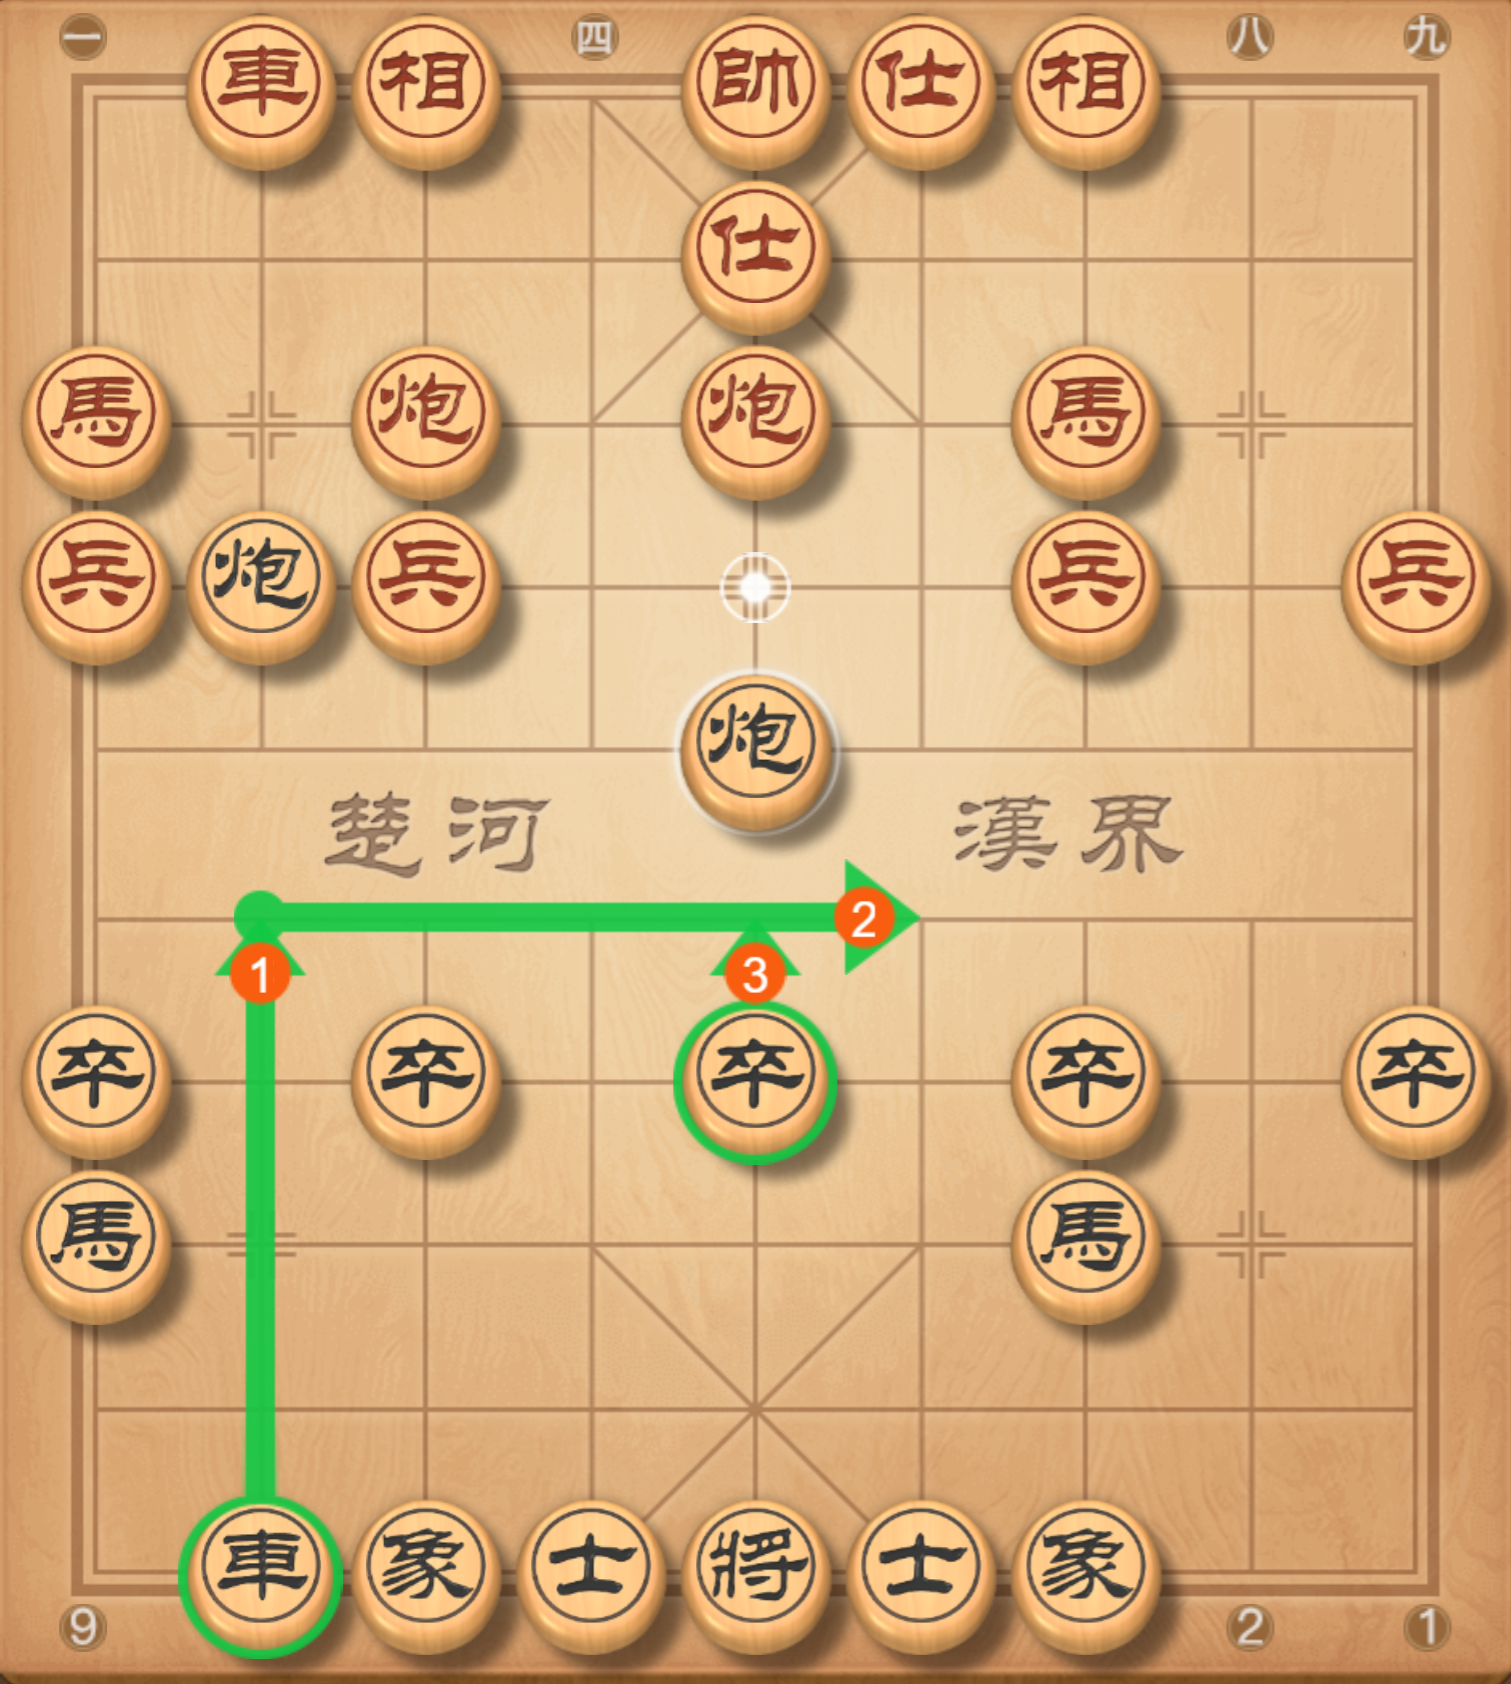 一 車 相 四 帥 仕 相 八 九
仕
馬 炮 炮 馬
兵 炮 兵 兵 兵
炮
楚河 漢界
2
1 3
卒 卒 卒 卒 卒
馬 馬
車 象 士 將 士 象
9 2 1